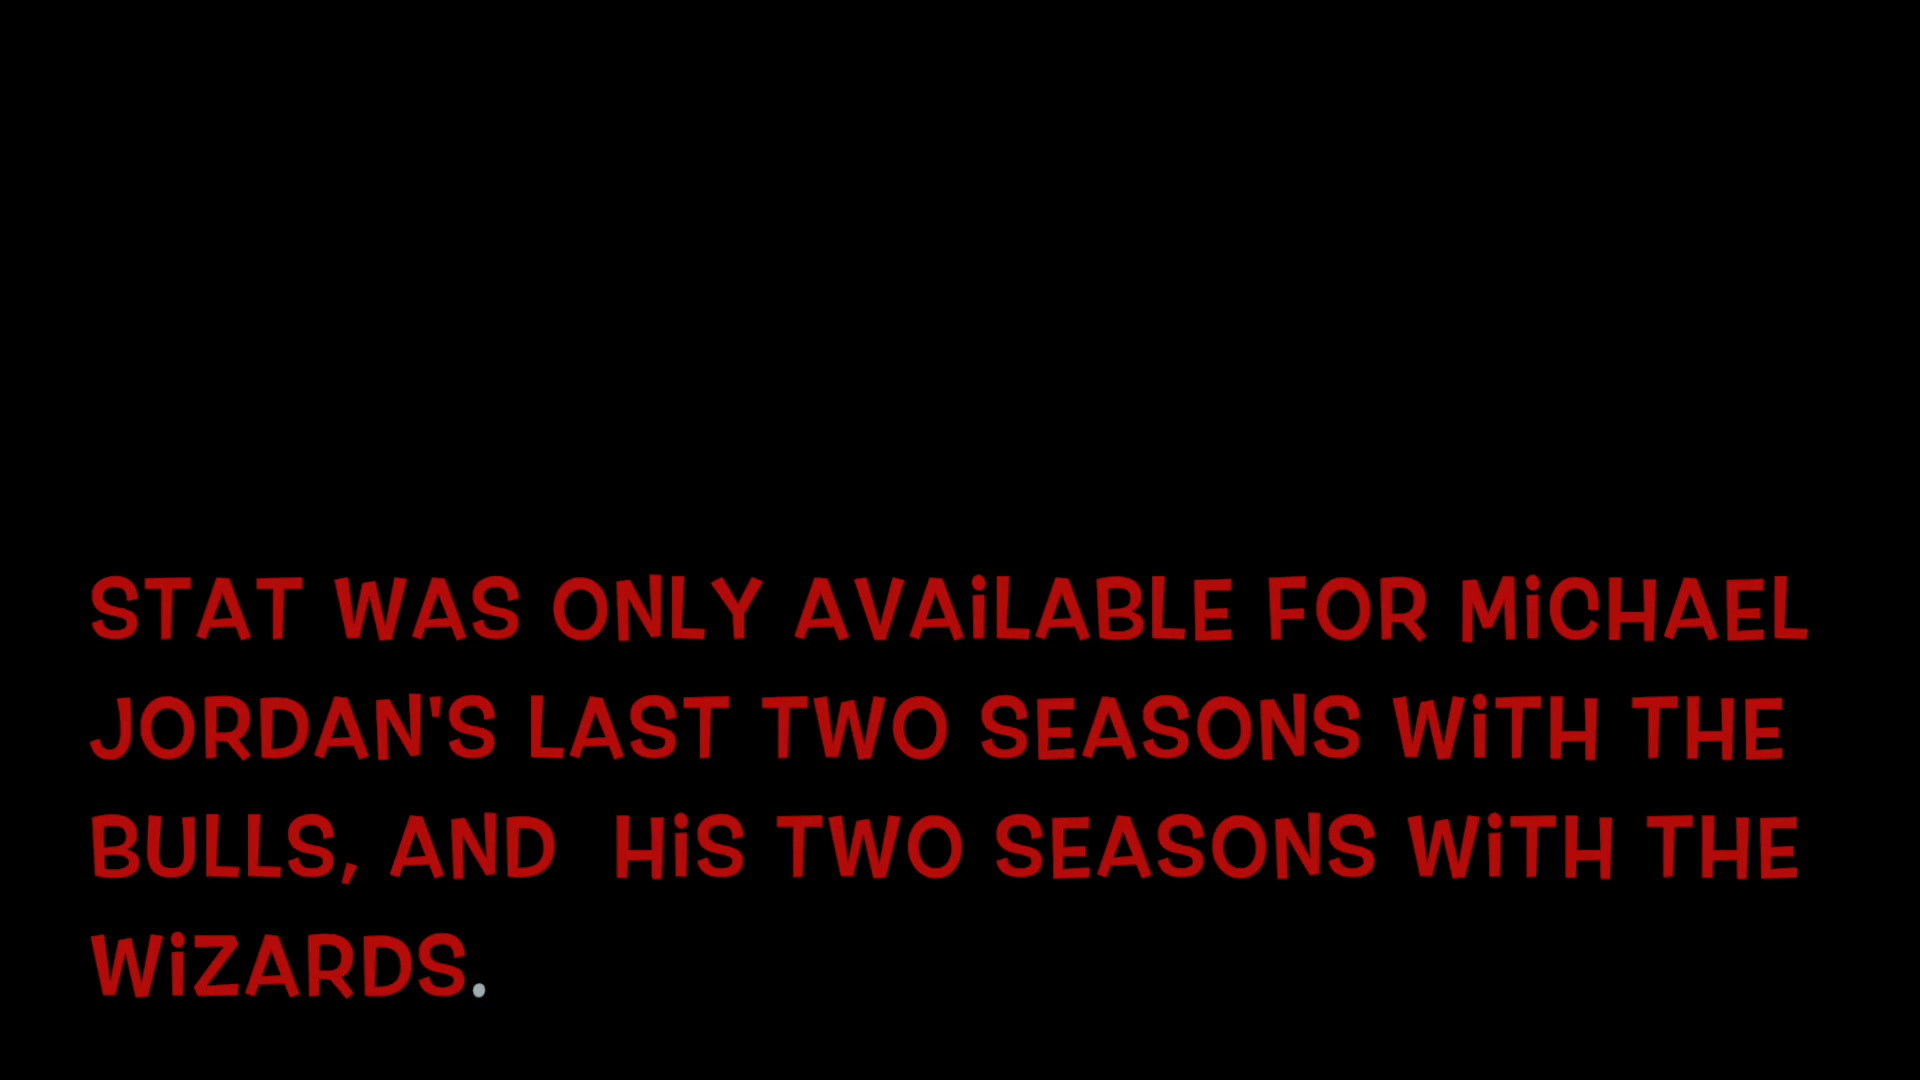 STAT WAS ONLY AVAiLABLE FOR MiCHAEL
JORDAN'S LAST TWO SEASONS WiTH THE
BULLS, AND  HiS TWO SEASONS WiTH THE
WiZARDS.